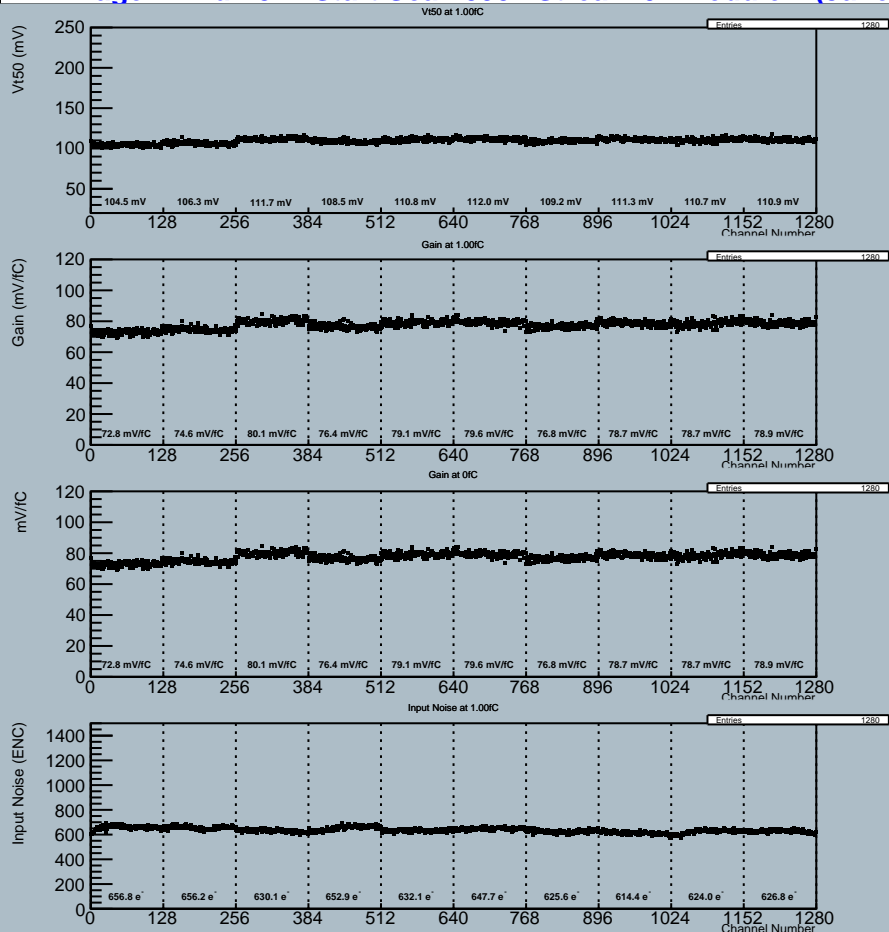 Vt50 at 1.00fC
Entries 1280
Vt50 (mV)
250
200
150
100
50
104.5 mV 106.3 mV 111.7 mV 108.5 mV 110.8 mV 112.0 mV 109.2 mV 111.3 mV 110.7 mV 110.9 mV
0 128 256 384 512 640 768 896 1024 1152 1280
Channel Number
Gain at 1.00fC
Entries 1280
Gain (mV/fC)
120
100
80
60
40
20
0
72.8 mV/fC 74.6 mV/fC 80.1 mV/fC 76.4 mV/fC 79.1 mV/fC 79.6 mV/fC 76.8 mV/fC 78.7 mV/fC 78.7 mV/fC 78.9 mV/fC
0 128 256 384 512 640 768 896 1024 1152 1280
Channel Number
Gain at 0fC
Entries 1280
mV/fC
120
100
80
60
40
20
0
72.8 mV/fC 74.6 mV/fC 80.1 mV/fC 76.4 mV/fC 79.1 mV/fC 79.6 mV/fC 76.8 mV/fC 78.7 mV/fC 78.7 mV/fC 78.9 mV/fC
0 128 256 384 512 640 768 896 1024 1152 1280
Channel Number
Input Noise at 1.00fC
Entries 1280
Input Noise (ENC)
1400
1200
1000
800
600
400
200
0
656.8 e⁻ 656.2 e⁻ 630.1 e⁻ 652.9 e⁻ 632.1 e⁻ 647.7 e⁻ 625.6 e⁻ 614.4 e⁻ 624.0 e⁻ 626.8 e⁻
0 128 256 384 512 640 768 896 1024 1152 1280
Channel Number